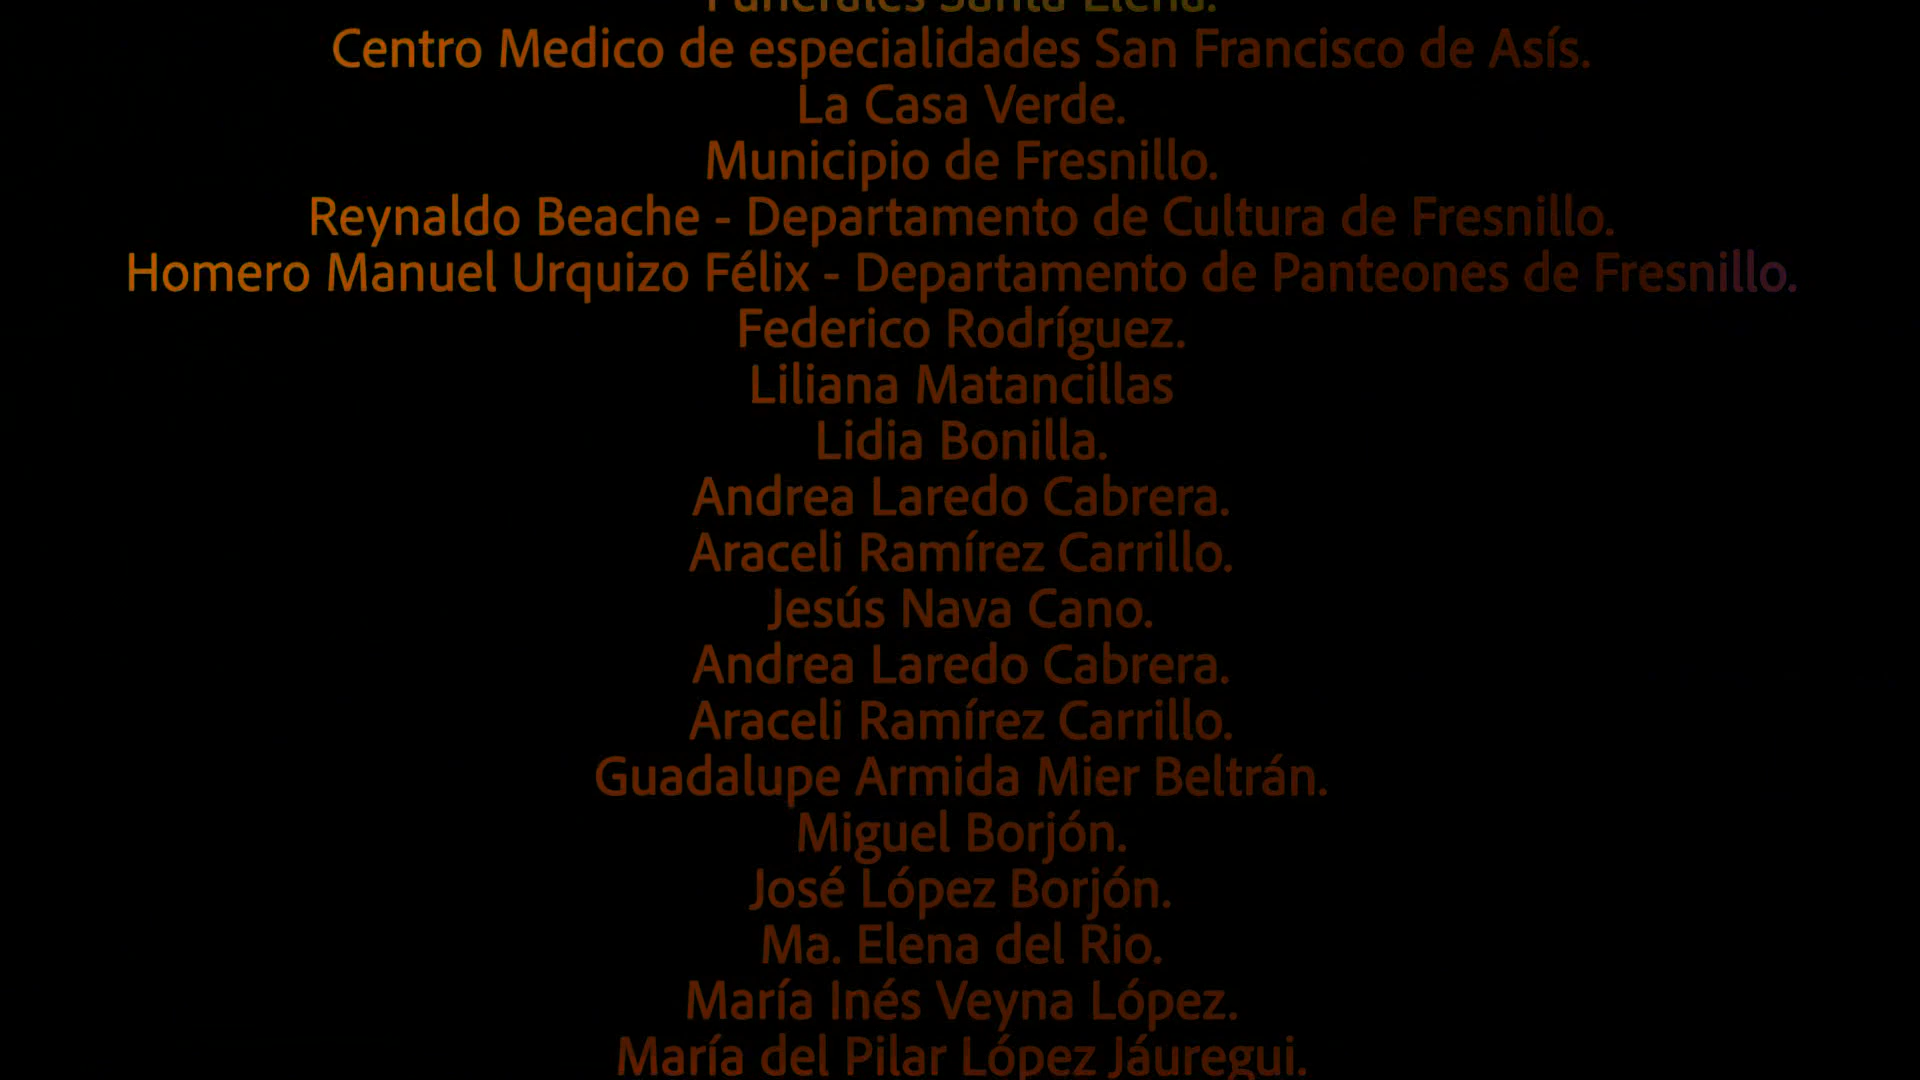 Funerales Santa Elena.
Centro Medico de especialidades San Francisco de Asís.
La Casa Verde.
Municipio de Fresnillo.
Reynaldo Beache - Departamento de Cultura de Fresnillo.
Homero Manuel Urquizo Félix - Departamento de Panteones de Fresnillo.
Federico Rodríguez.
Liliana Matancillas
Lidia Bonilla.
Andrea Laredo Cabrera.
Araceli Ramírez Carrillo.
Jesús Nava Cano.
Andrea Laredo Cabrera.
Araceli Ramírez Carrillo.
Guadalupe Armida Mier Beltrán.
Miguel Borjón.
José López Borjón.
Ma. Elena del Rio.
María Inés Veyna López.
María del Pilar López Jáuregui.